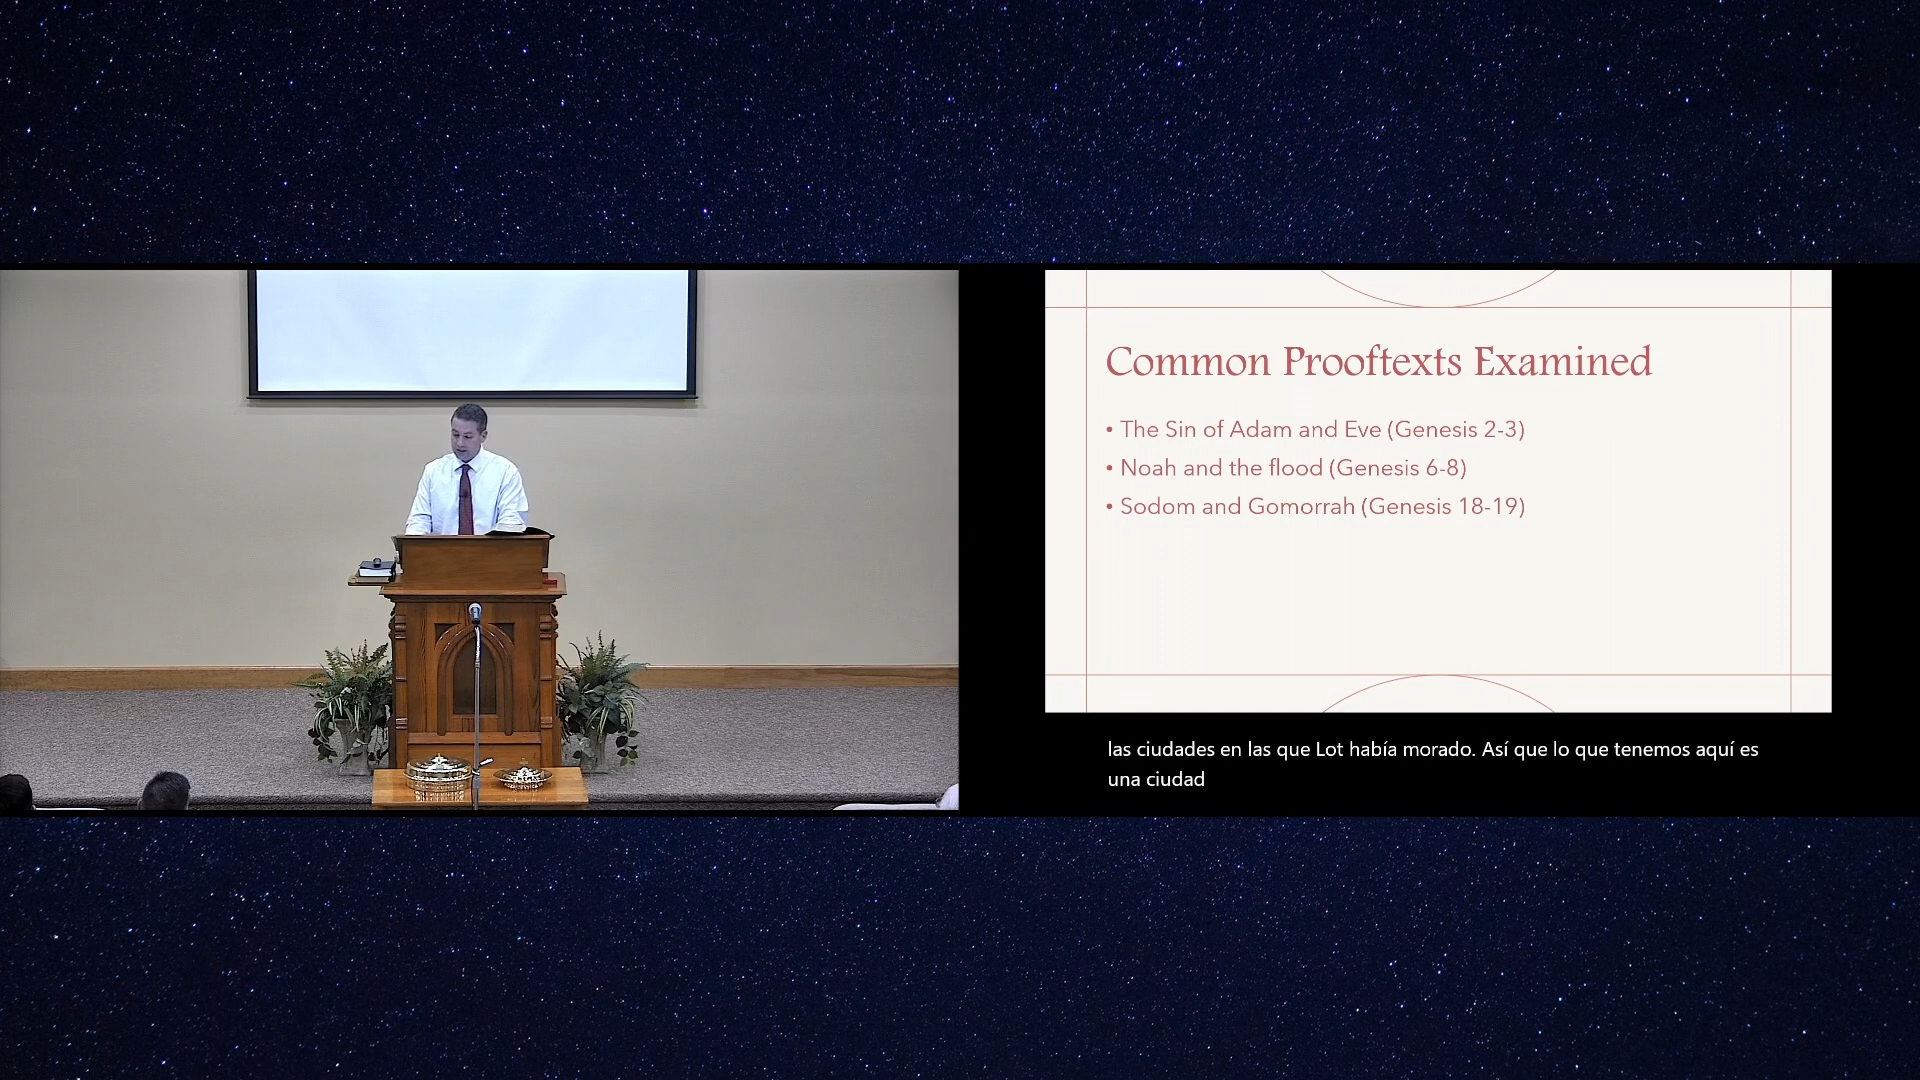 Common Prooftexts Examined
• The Sin of Adam and Eve (Genesis 2-3)
• Noah and the flood (Genesis 6-8)
• Sodom and Gomorrah (Genesis 18-19)
las ciudades en las que Lot había morado. Así que lo que tenemos aquí es
una ciudad